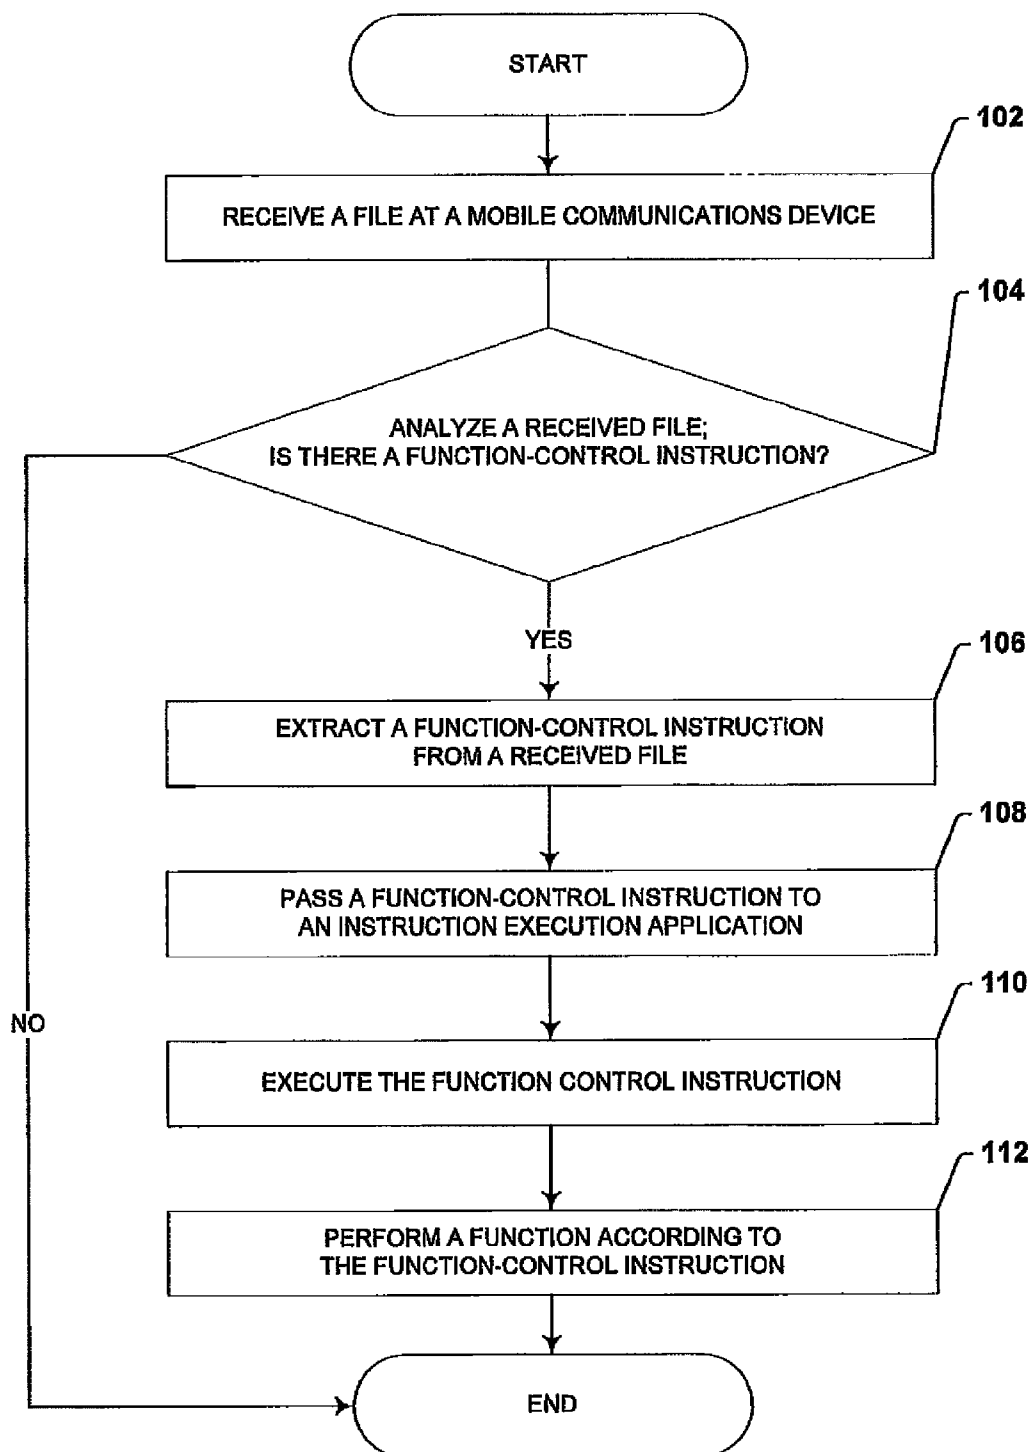 START
102
RECEIVE A FILE AT A MOBILE COMMUNICATIONS DEVICE
104
ANALYZE A RECEIVED FILE;
IS THERE A FUNCTION-CONTROL INSTRUCTION?
YES
106
EXTRACT A FUNCTION-CONTROL INSTRUCTION
FROM A RECEIVED FILE
108
PASS A FUNCTION-CONTROL INSTRUCTION TO
AN INSTRUCTION EXECUTION APPLICATION
110
NO
EXECUTE THE FUNCTION CONTROL INSTRUCTION
112
PERFORM A FUNCTION ACCORDING TO
THE FUNCTION-CONTROL INSTRUCTION
END